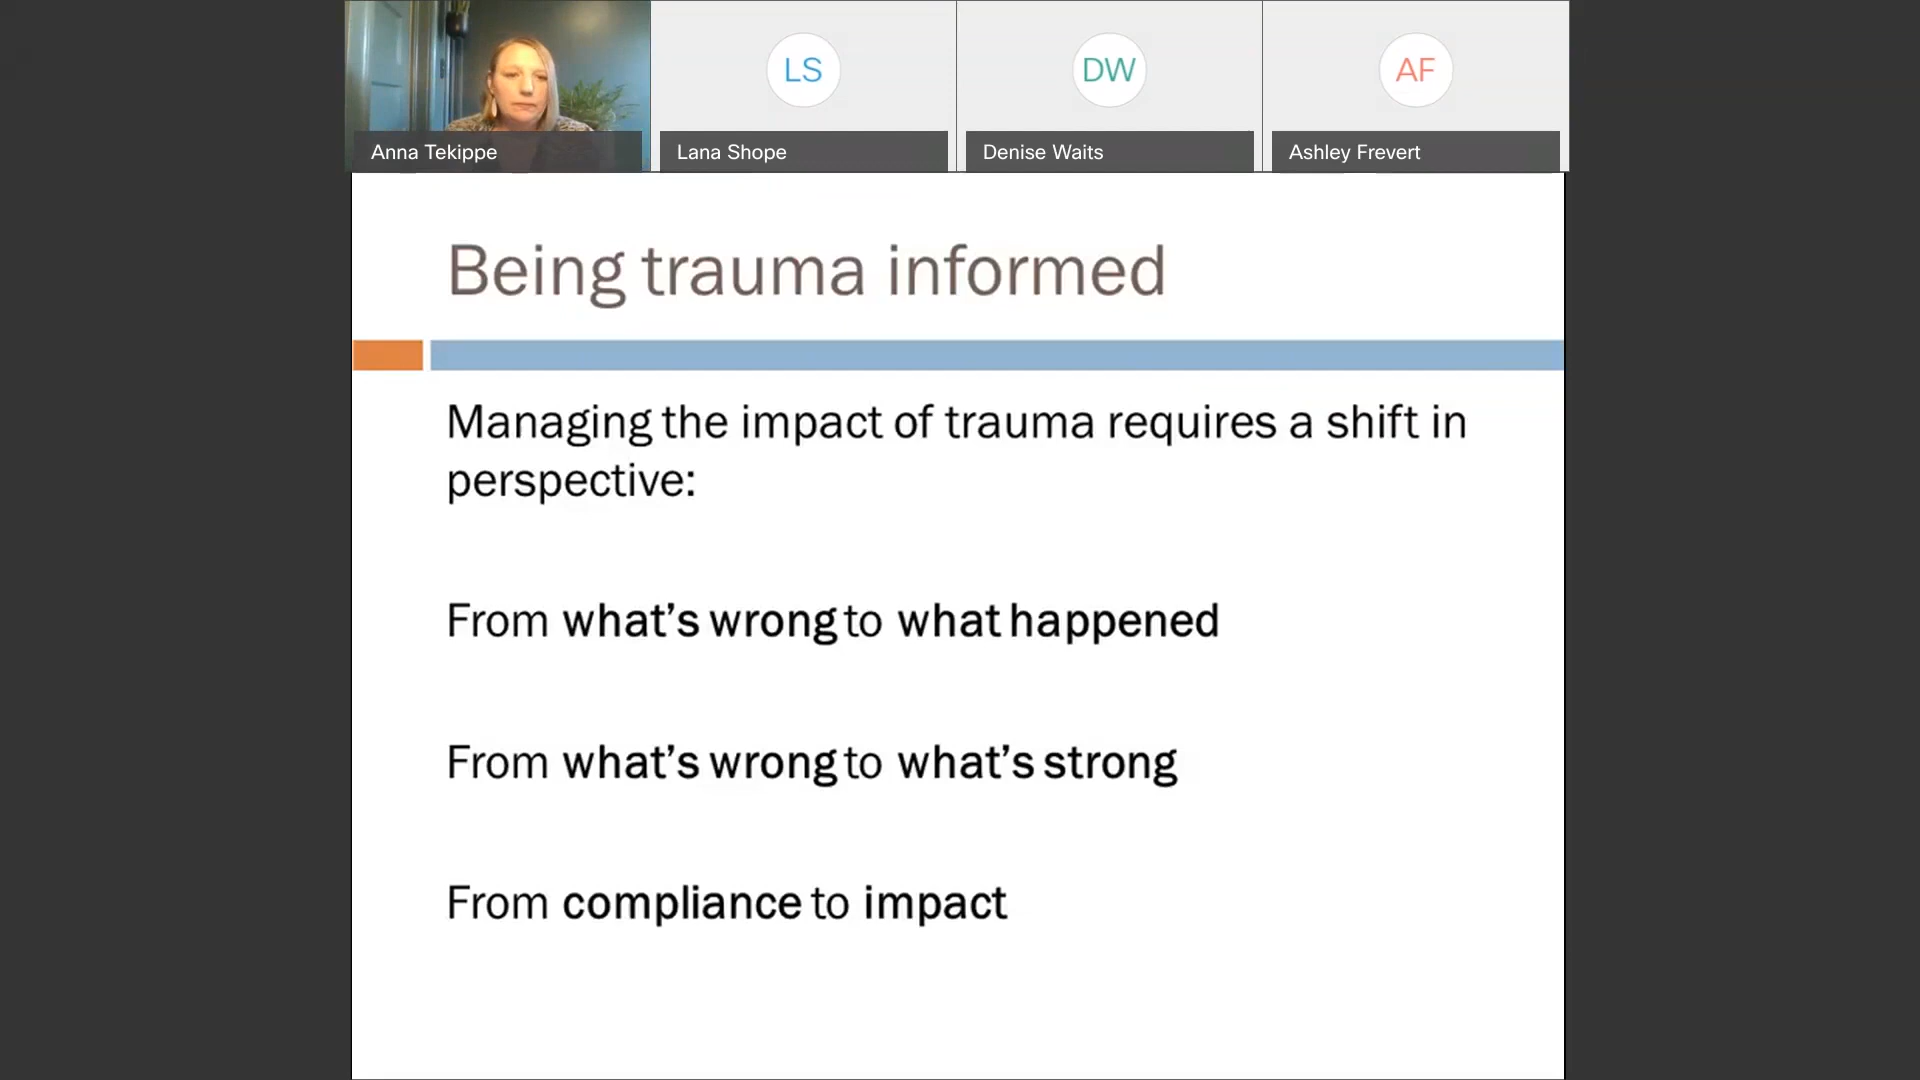 LS
DW
AF
Anna Tekippe
Lana Shope
Denise Waits
Ashley Frevert
Being trauma informed
Managing the impact of trauma requires a shift in
perspective:
From what’s wrong to what happened
From what’s wrong to what’s strong
From compliance to impact